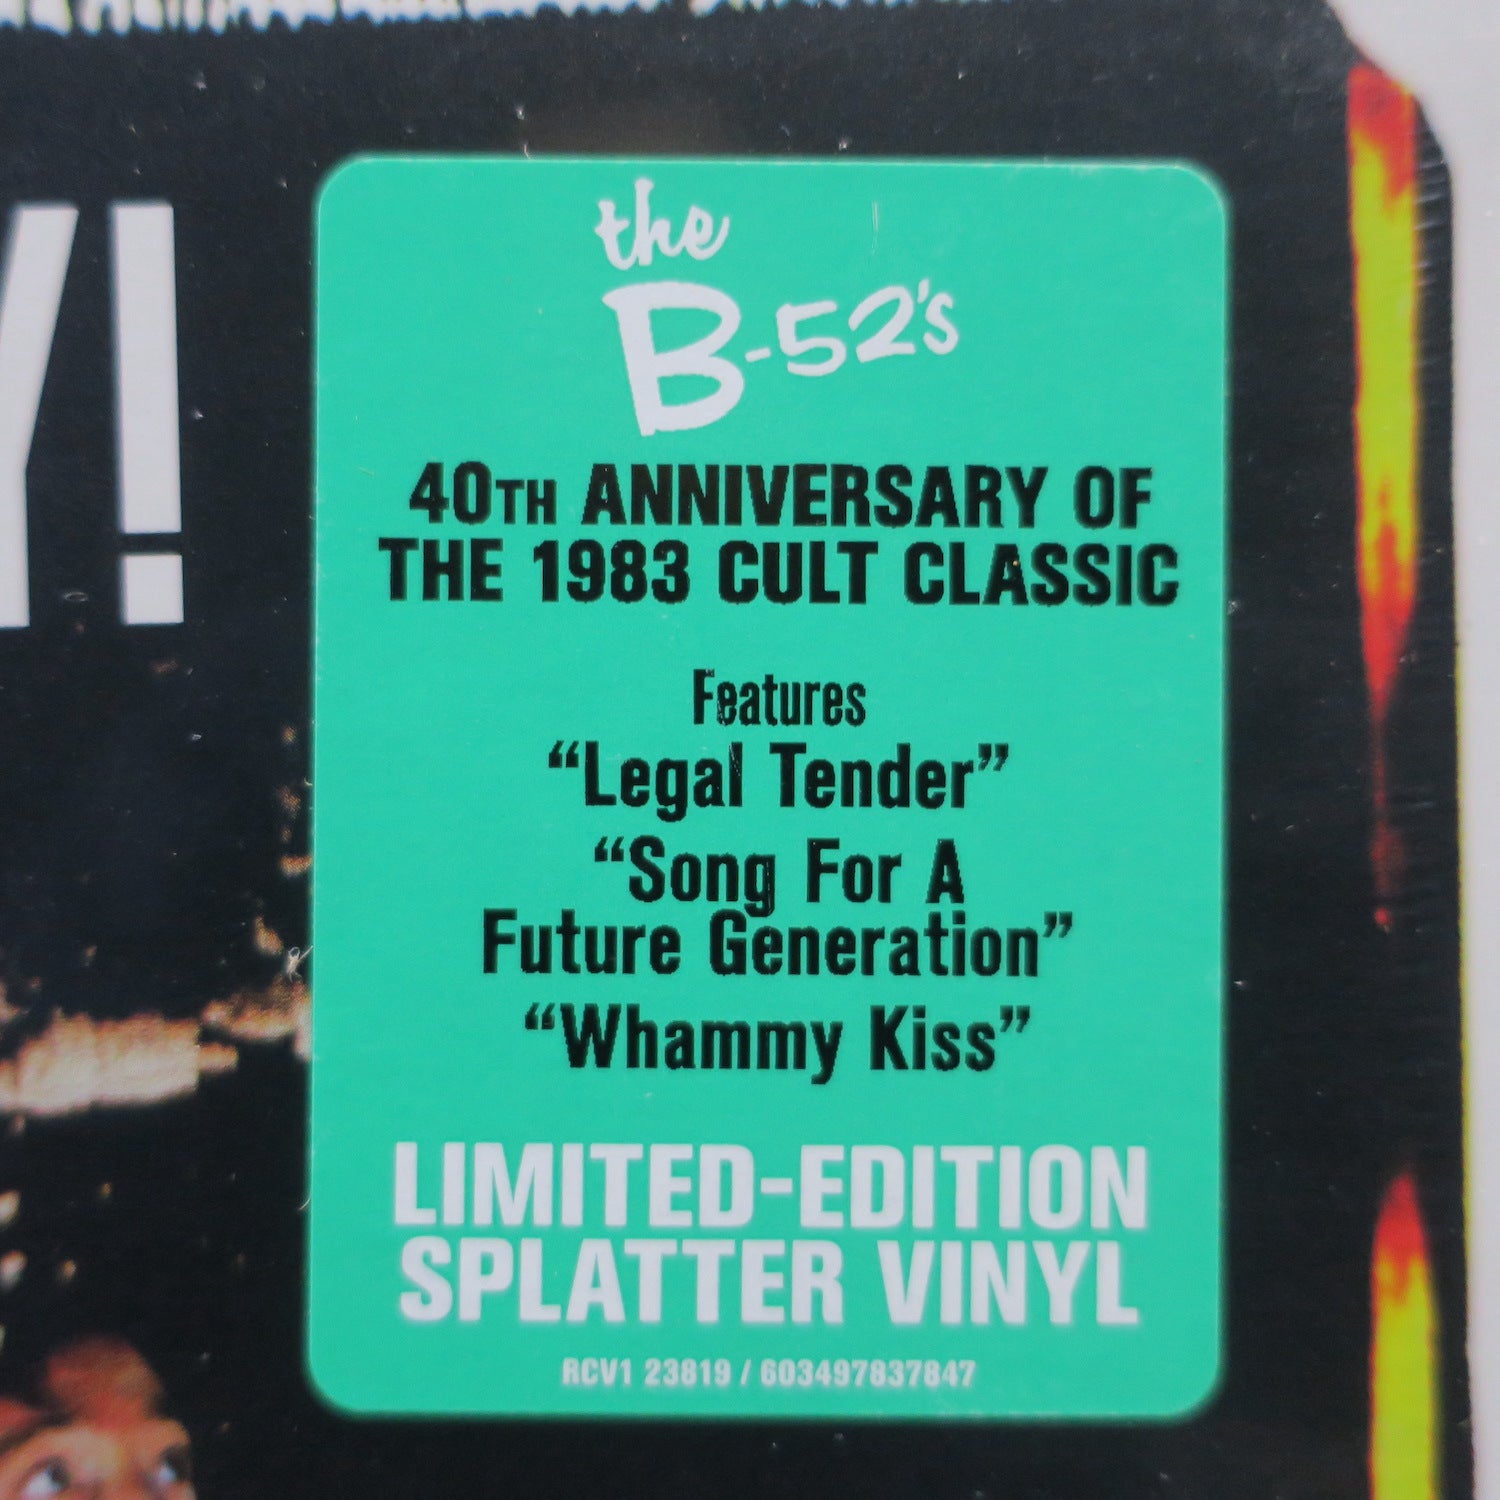 Y!
the
B-52's
40TH ANNIVERSARY OF
THE 1983 CULT CLASSIC
Features
“Legal Tender”
“Song For A
Future Generation”
“Whammy Kiss”
LIMITED-EDITION
SPLATTER VINYL
RCV1 23819 / 603497837847